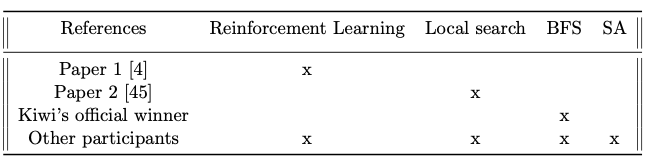 References Reinforcement Learning Local search BFS SA
Paper 1 [4] x
Paper 2 [45] x
Kiwi's official winner x
Other participants x x x x